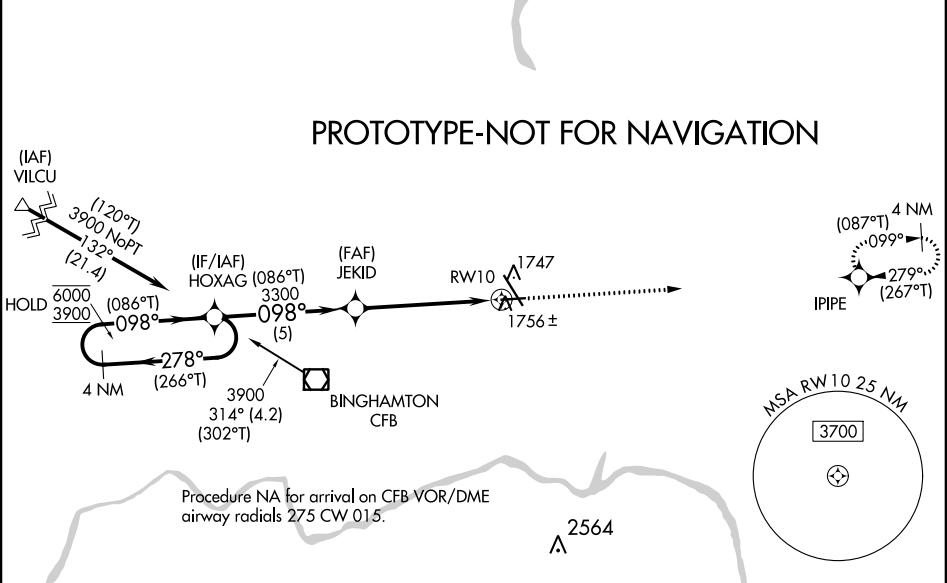 PROTOTYPE-NOT FOR NAVIGATION
(IAF)
VILCU
(120°T)
3900 NoPT
132°
(21.4)
(IF/IAF)
HOXAG
(086°T)
3300
098°
(5)
(FAF)
JEKID
RW10
1747
1756 ±
(087°T)
4 NM
099°
279°
(267°T)
IPIPE
HOLD
6000
3900
(086°T)
098°
278°
(266°T)
4 NM
3900
314° (4.2)
(302°T)
BINGHAMTON
CFB
MSA RW10 25 NM
3700
Procedure NA for arrival on CFB VOR/DME
airway radials 275 CW 015.
2564